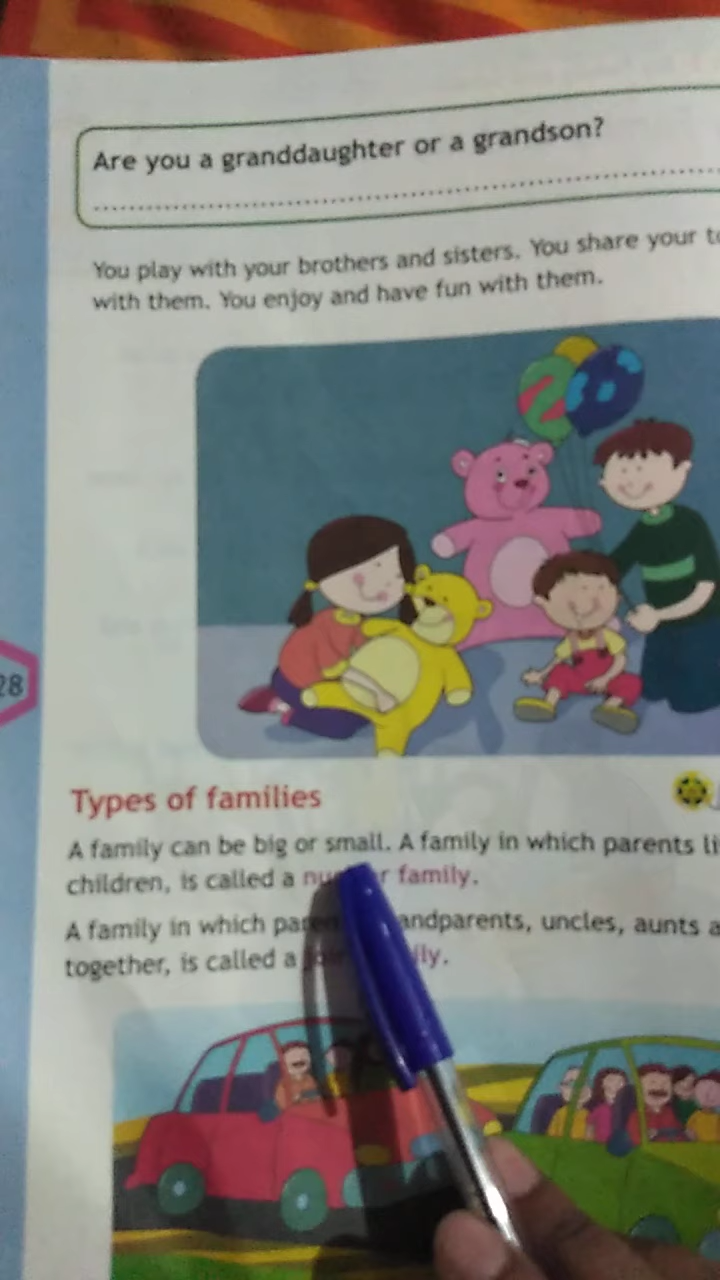 Are you a granddaughter or a grandson?
You play with your brothers and sisters. You share your
with them. You enjoy and have fun with them.
28
Types of families
A family can be big or small. A family in which parents
children, is called a family.
A family in which grandparents, uncles, aunts
together, is called a